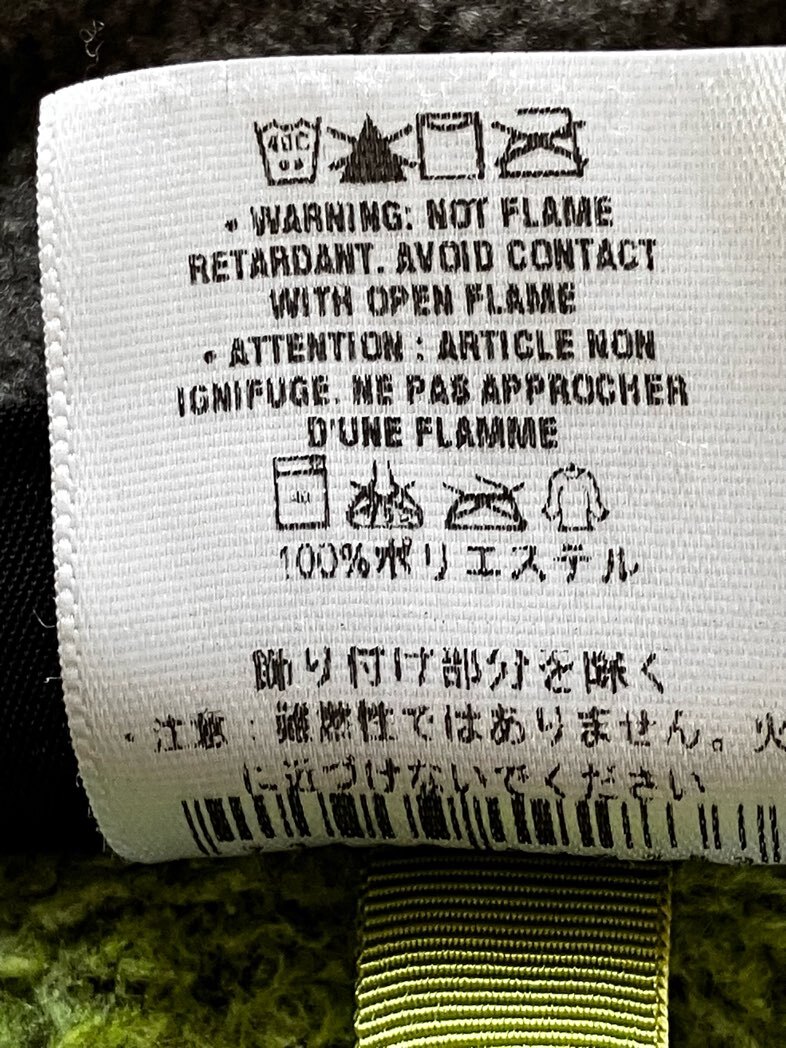 40C
• WARNING: NOT FLAME
RETARDANT. AVOID CONTACT
WITH OPEN FLAME
• ATTENTION : ARTICLE NON
IGNIFUGE. NE PAS APPROCHER
D'UNE FLAMME
40
100%ポリエステル
飾り付け部分を除く
・注意：難燃性ではありません。火
に近づけないでください